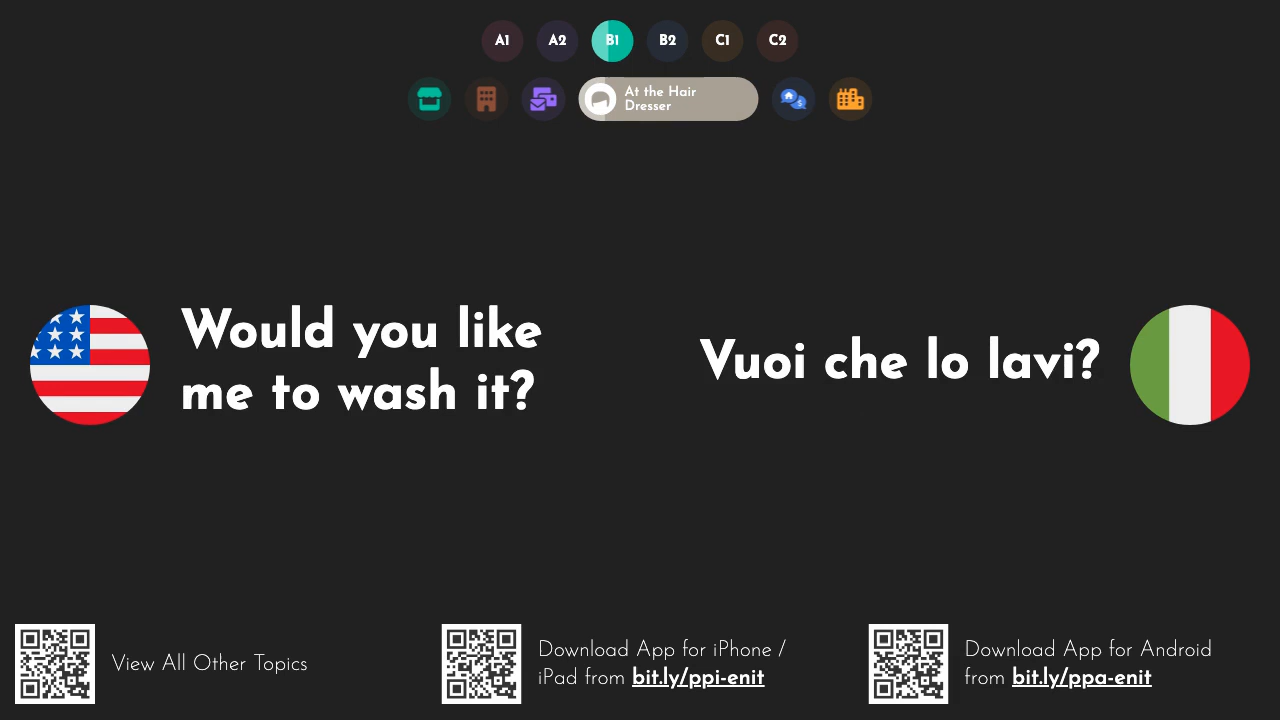 A1 A2 B1 B2 C1 C2
At the Hair
Dresser
Would you like
me to wash it?
Vuoi che lo lavi?
View All Other Topics
Download App for iPhone /
iPad from bit.ly/ppi-enit
Download App for Android
from bit.ly/ppa-enit